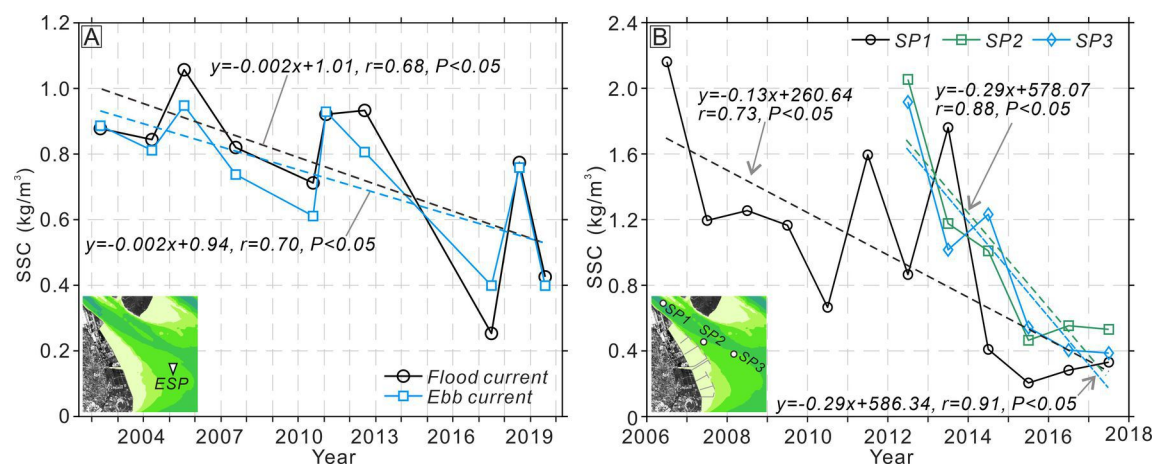 A
y=-0.002x+1.01, r=0.68, P<0.05
y=-0.002x+0.94, r=0.70, P<0.05
ESP
Flood current
Ebb current
SSC (kg/m³)
1.2
1.0
0.8
0.6
0.4
0.2
0
2004 2007 2010 2013 2016 2019
Year
B
SP1 SP2 SP3
y=-0.13x+260.64
r=0.73, P<0.05
y=-0.29x+578.07
r=0.88, P<0.05
SP1
SP2
SP3
y=-0.29x+586.34, r=0.91, P<0.05
SSC (kg/m³)
2.4
2.0
1.6
1.2
0.8
0.4
0
2006 2008 2010 2012 2014 2016 2018
Year